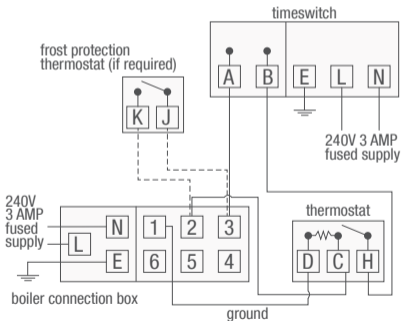 timeswitch
frost protection
thermostat (if required)
A B E L N
K J
240V 3 AMP
fused supply
240V
3 AMP
fused
supply
N 1 2 3
L
E 6 5 4
thermostat
D C H
boiler connection box
ground